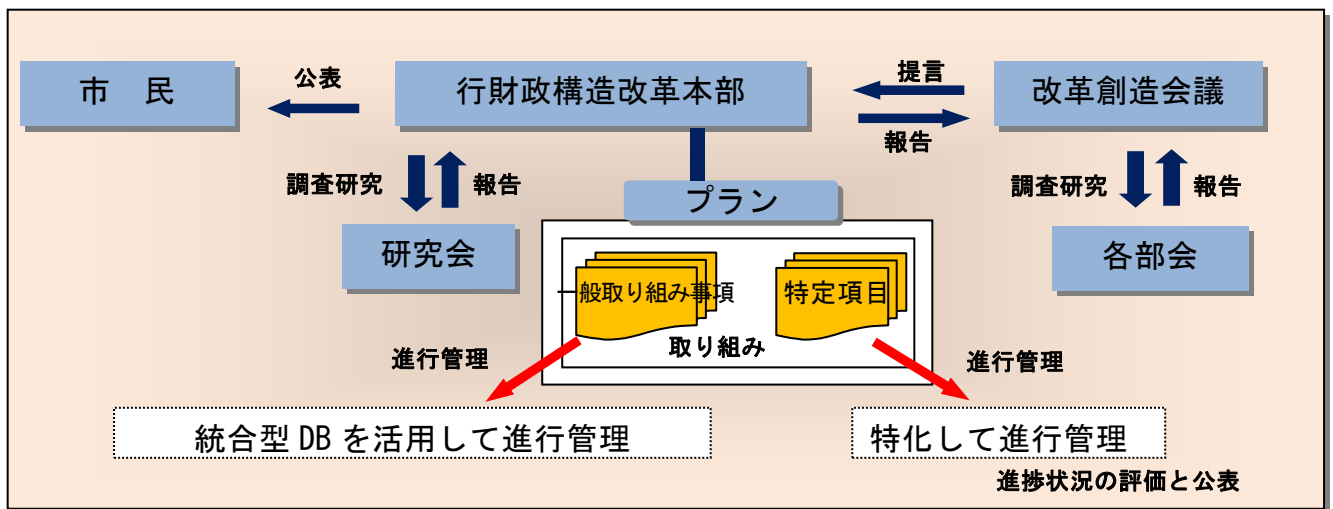 公表
提言
市　民
行財政構造改革本部
改革創造会議
報告
調査研究
報告
プラン
調査研究
報告
研究会
各部会
一般取り組み事項
特定項目
取り組み
進行管理
進行管理
統合型 DB を活用して進行管理
特化して進行管理
進捗状況の評価と公表